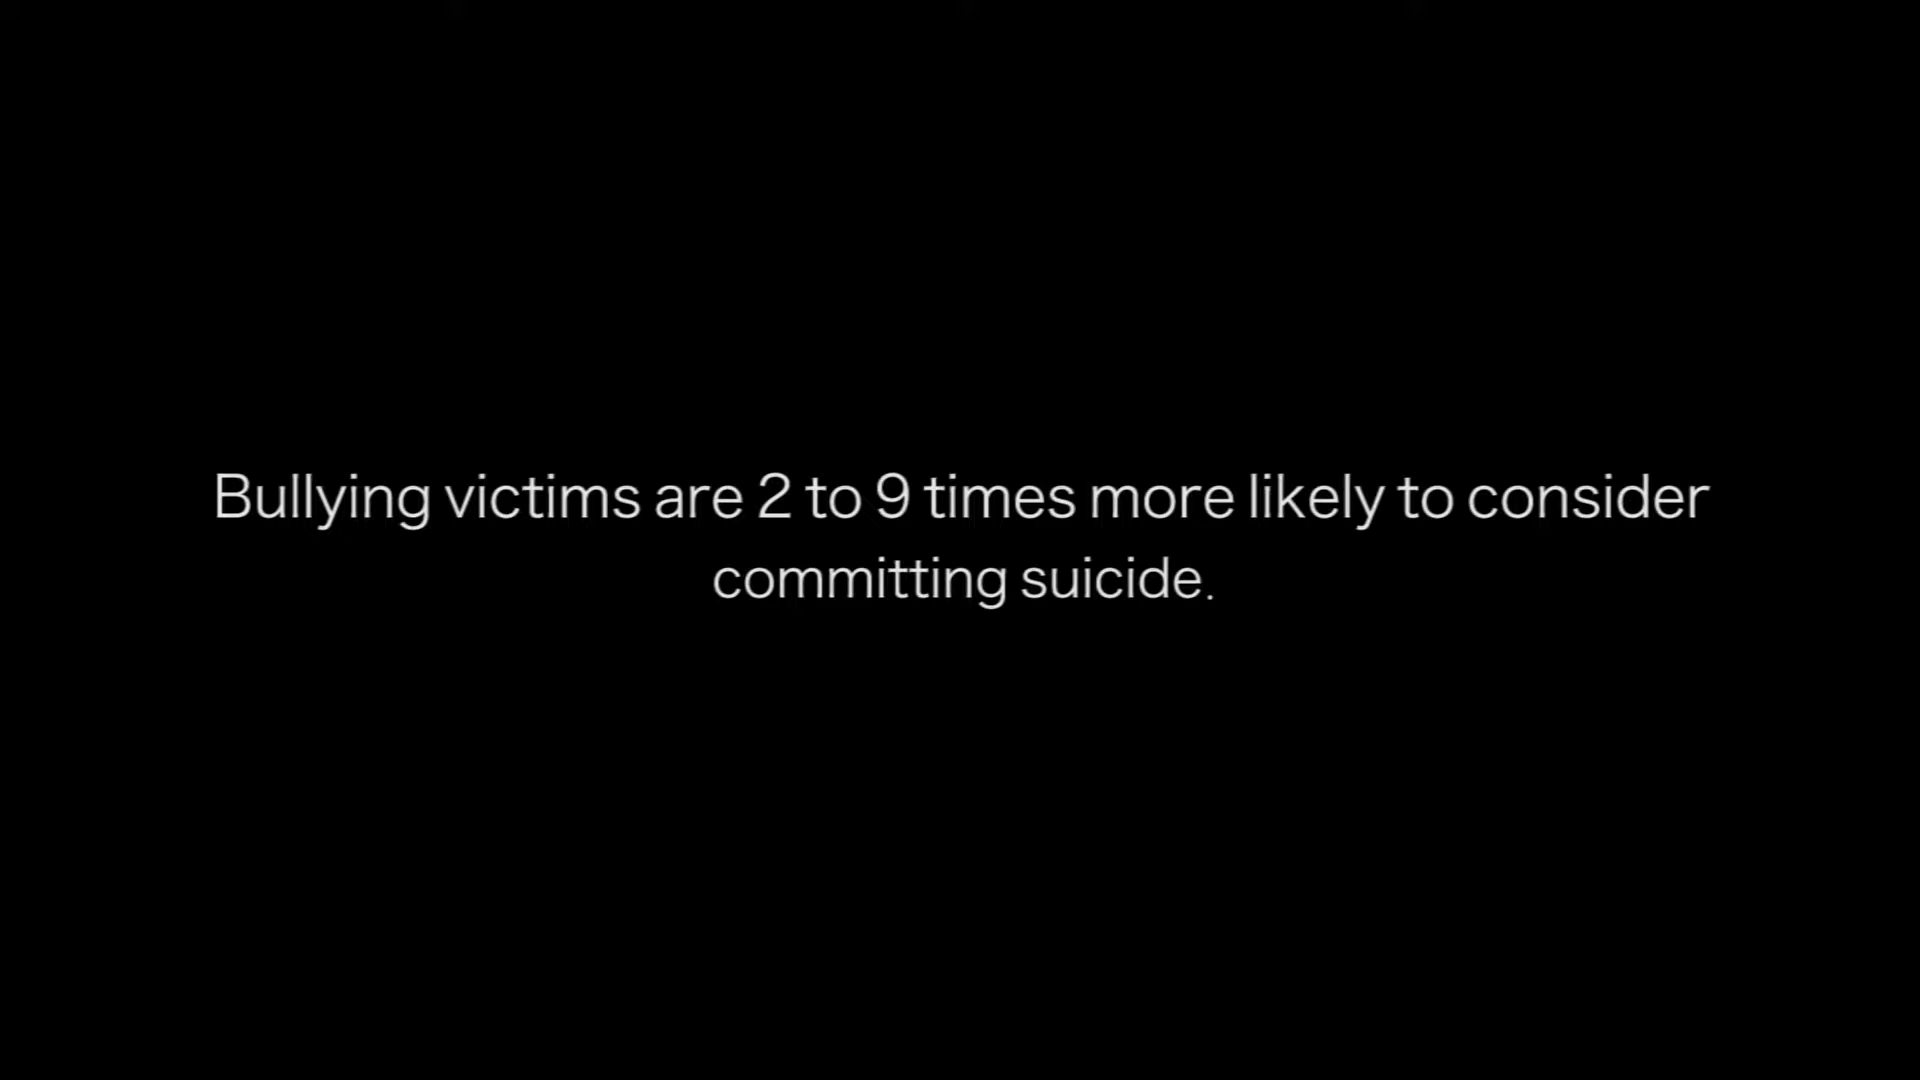 Bullying victims are 2 to 9 times more likely to consider
committing suicide.